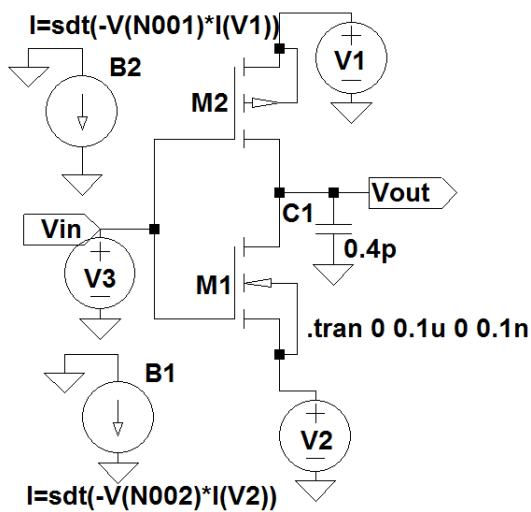 I=sdt(-V(N001)*I(V1))
B2
V1
M2
Vout
C1
Vin
0.4p
V3
M1
.tran 0 0.1u 0 0.1n
B1
V2
I=sdt(-V(N002)*I(V2))